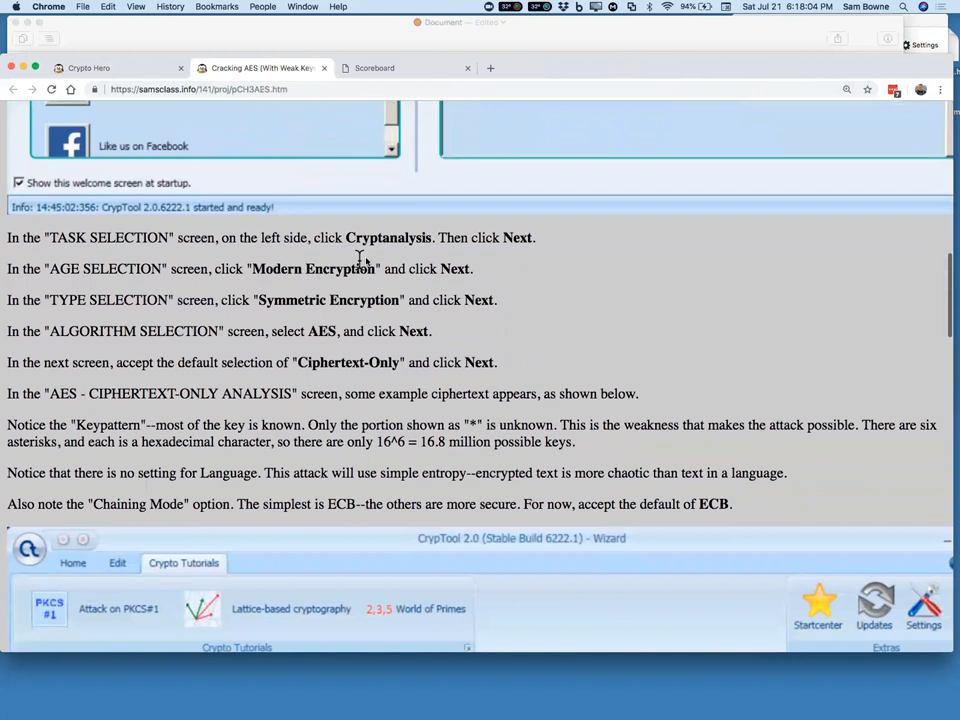 Chrome File Edit View History Bookmarks People Window Help 94% Sat Jul 21 6:18:04 PM Sam Bowne
Document — Edited
Settings
Crypto Hero Cracking AES (With Weak Key Scoreboard
https://samsclass.info/141/proj/pCH3AES.htm
Like us on Facebook
Show this welcome screen at startup.
Info: 14:45:02:356: CrypTool 2.0.6222.1 started and ready!
In the "TASK SELECTION" screen, on the left side, click Cryptanalysis. Then click Next.
In the "AGE SELECTION" screen, click "Modern Encryption" and click Next.
In the "TYPE SELECTION" screen, click "Symmetric Encryption" and click Next.
In the "ALGORITHM SELECTION" screen, select AES, and click Next.
In the next screen, accept the default selection of "Ciphertext-Only" and click Next.
In the "AES - CIPHERTEXT-ONLY ANALYSIS" screen, some example ciphertext appears, as shown below.
Notice the "Keypattern"--most of the key is known. Only the portion shown as "*" is unknown. This is the weakness that makes the attack possible. There are six
asterisks, and each is a hexadecimal character, so there are only 16^6 = 16.8 million possible keys.
Notice that there is no setting for Language. This attack will use simple entropy--encrypted text is more chaotic than text in a language.
Also note the "Chaining Mode" option. The simplest is ECB--the others are more secure. For now, accept the default of ECB.
CrypTool 2.0 (Stable Build 6222.1) - Wizard
Home Edit Crypto Tutorials
PKCS #1 Attack on PKCS#1 Lattice-based cryptography 2,3,5 World of Primes
Startcenter Updates Settings
Crypto Tutorials Extras